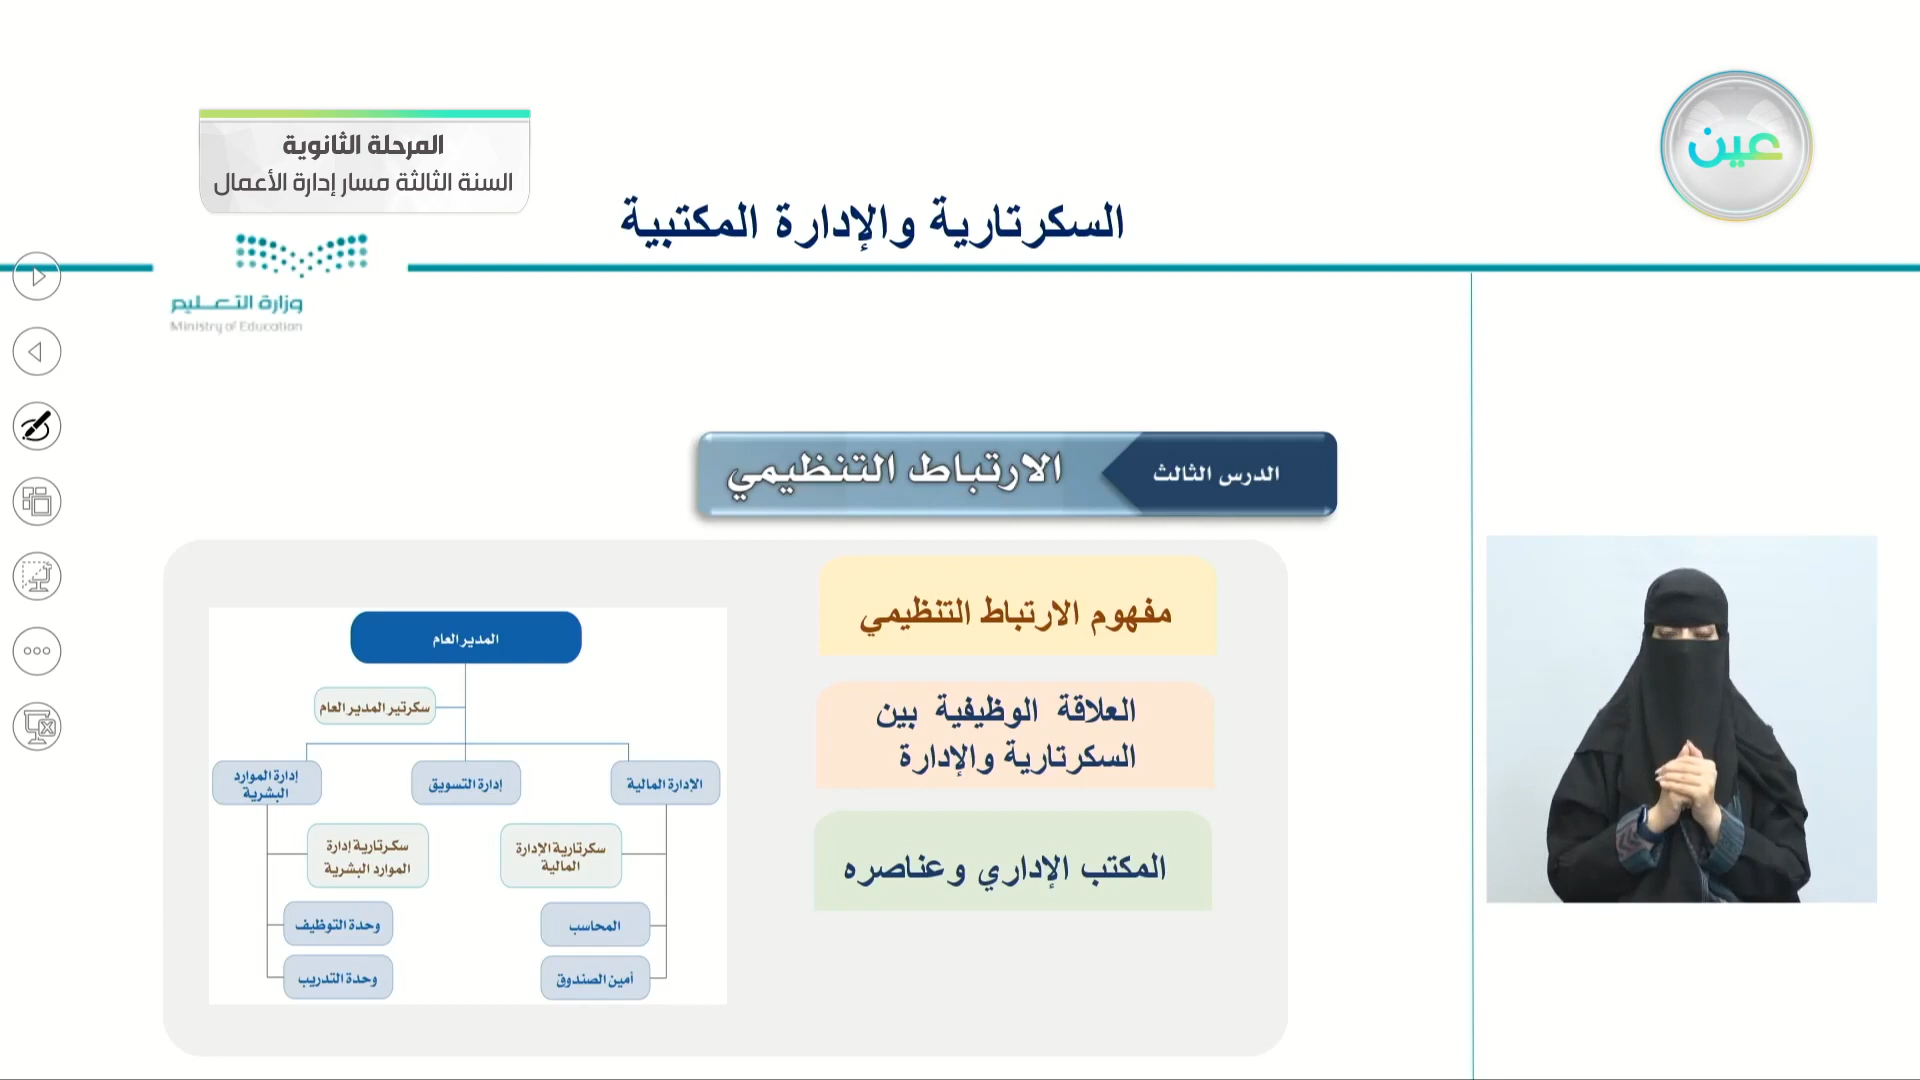 عين
المرحلة الثانوية
السنة الثالثة مسار إدارة الأعمال
السكرتارية والإدارة المكتبية
وزارة التعليم
Ministry of Education
الدرس الثالث
الارتباط التنظيمي
مفهوم الارتباط التنظيمي
العلاقة الوظيفية بين
السكرتارية والإدارة
المكتب الإداري وعناصره
المدير العام
سكرتير المدير العام
الإدارة المالية
إدارة التسويق
إدارة الموارد
البشرية
سكرتارية الإدارة
المالية
سكرتارية إدارة
الموارد البشرية
المحاسب
وحدة التوظيف
أمين الصندوق
وحدة التدريب